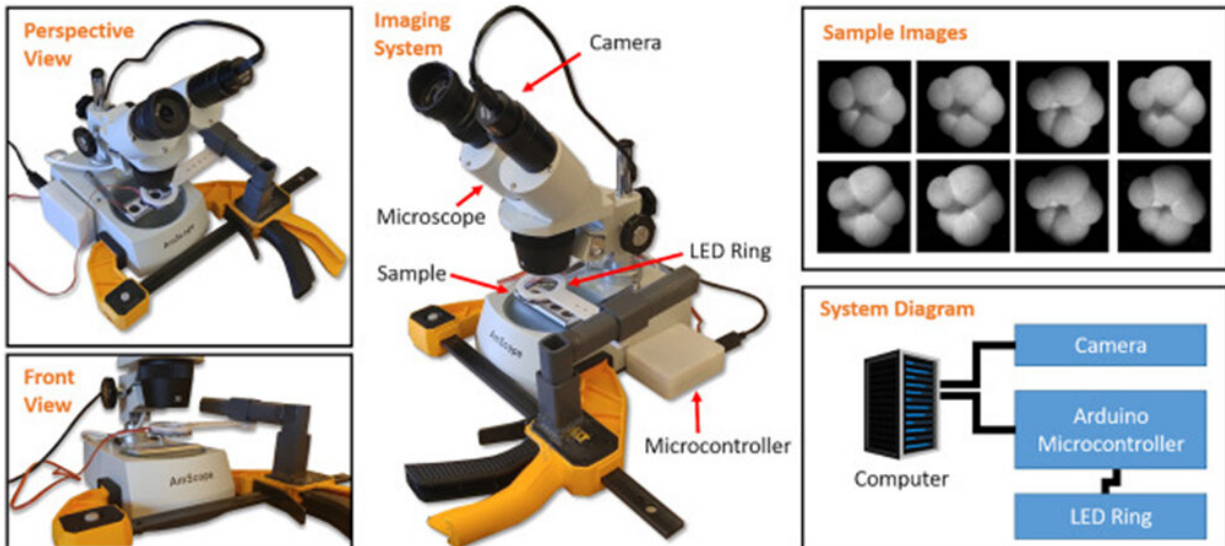 Perspective
View
AmScope
Front
View
AmScope
Imaging
System
Camera
Microscope
Sample
LED Ring
AmScope
Microcontroller
Sample Images
System Diagram
Camera
Arduino
Microcontroller
Computer
LED Ring